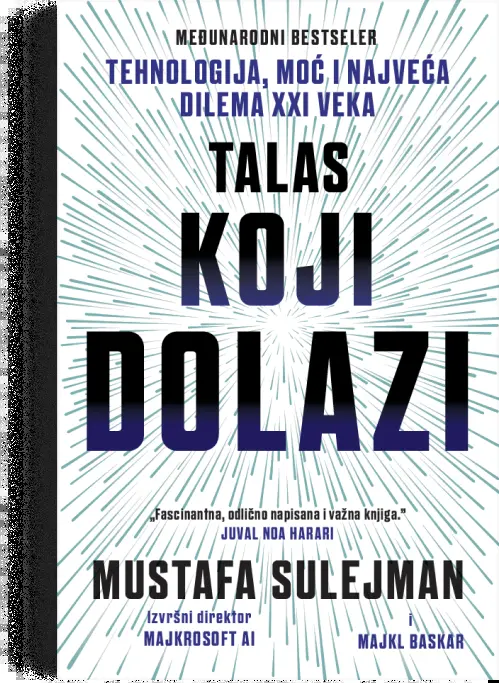 MEĐUNARODNI BESTSELER
TEHNOLOGIJA, MOĆ I NAJVEĆA
DILEMA XXI VEKA
TALAS
KOJI
DOLAZI
„Fascinantna, odlično napisana i važna knjiga.”
JUVAL NOA HARARI
MUSTAFA SULEJMAN
Izvršni direktor
MAJKROSOFT AI
i
MAJKL BASKAR